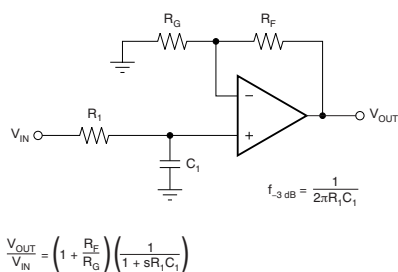 R_G R_F
R_1
V_IN
−
+
V_OUT
C_1
f_−3 dB = 1 / 2πR_1C_1
V_OUT / V_IN = (1 + R_F / R_G) (1 / 1 + sR_1C_1)